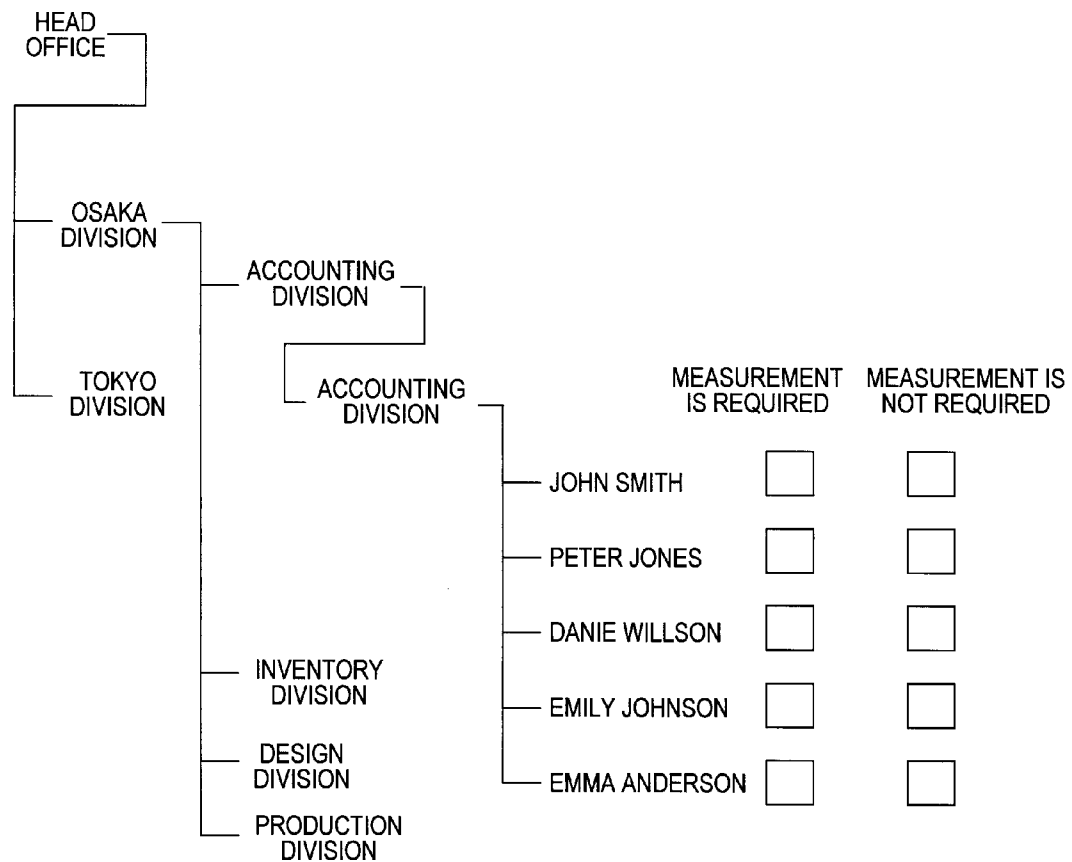 HEAD
OFFICE
OSAKA
DIVISION
ACCOUNTING
DIVISION
TOKYO
DIVISION
ACCOUNTING
DIVISION
MEASUREMENT
IS REQUIRED
MEASUREMENT IS
NOT REQUIRED
JOHN SMITH
PETER JONES
DANIE WILLSON
INVENTORY
DIVISION
EMILY JOHNSON
DESIGN
DIVISION
EMMA ANDERSON
PRODUCTION
DIVISION